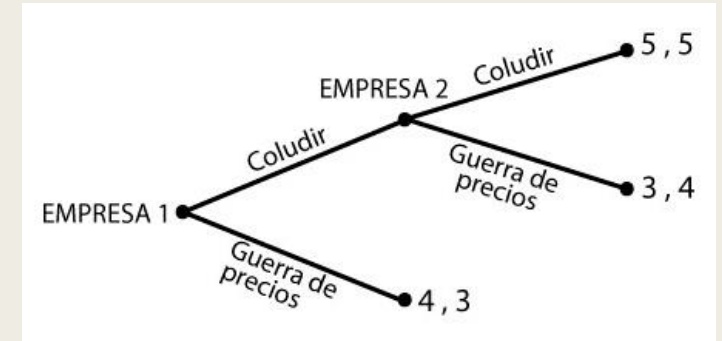 5 , 5
Coludir
EMPRESA 2
Coludir
Guerra de
precios
3 , 4
EMPRESA 1
Guerra de
precios
4 , 3